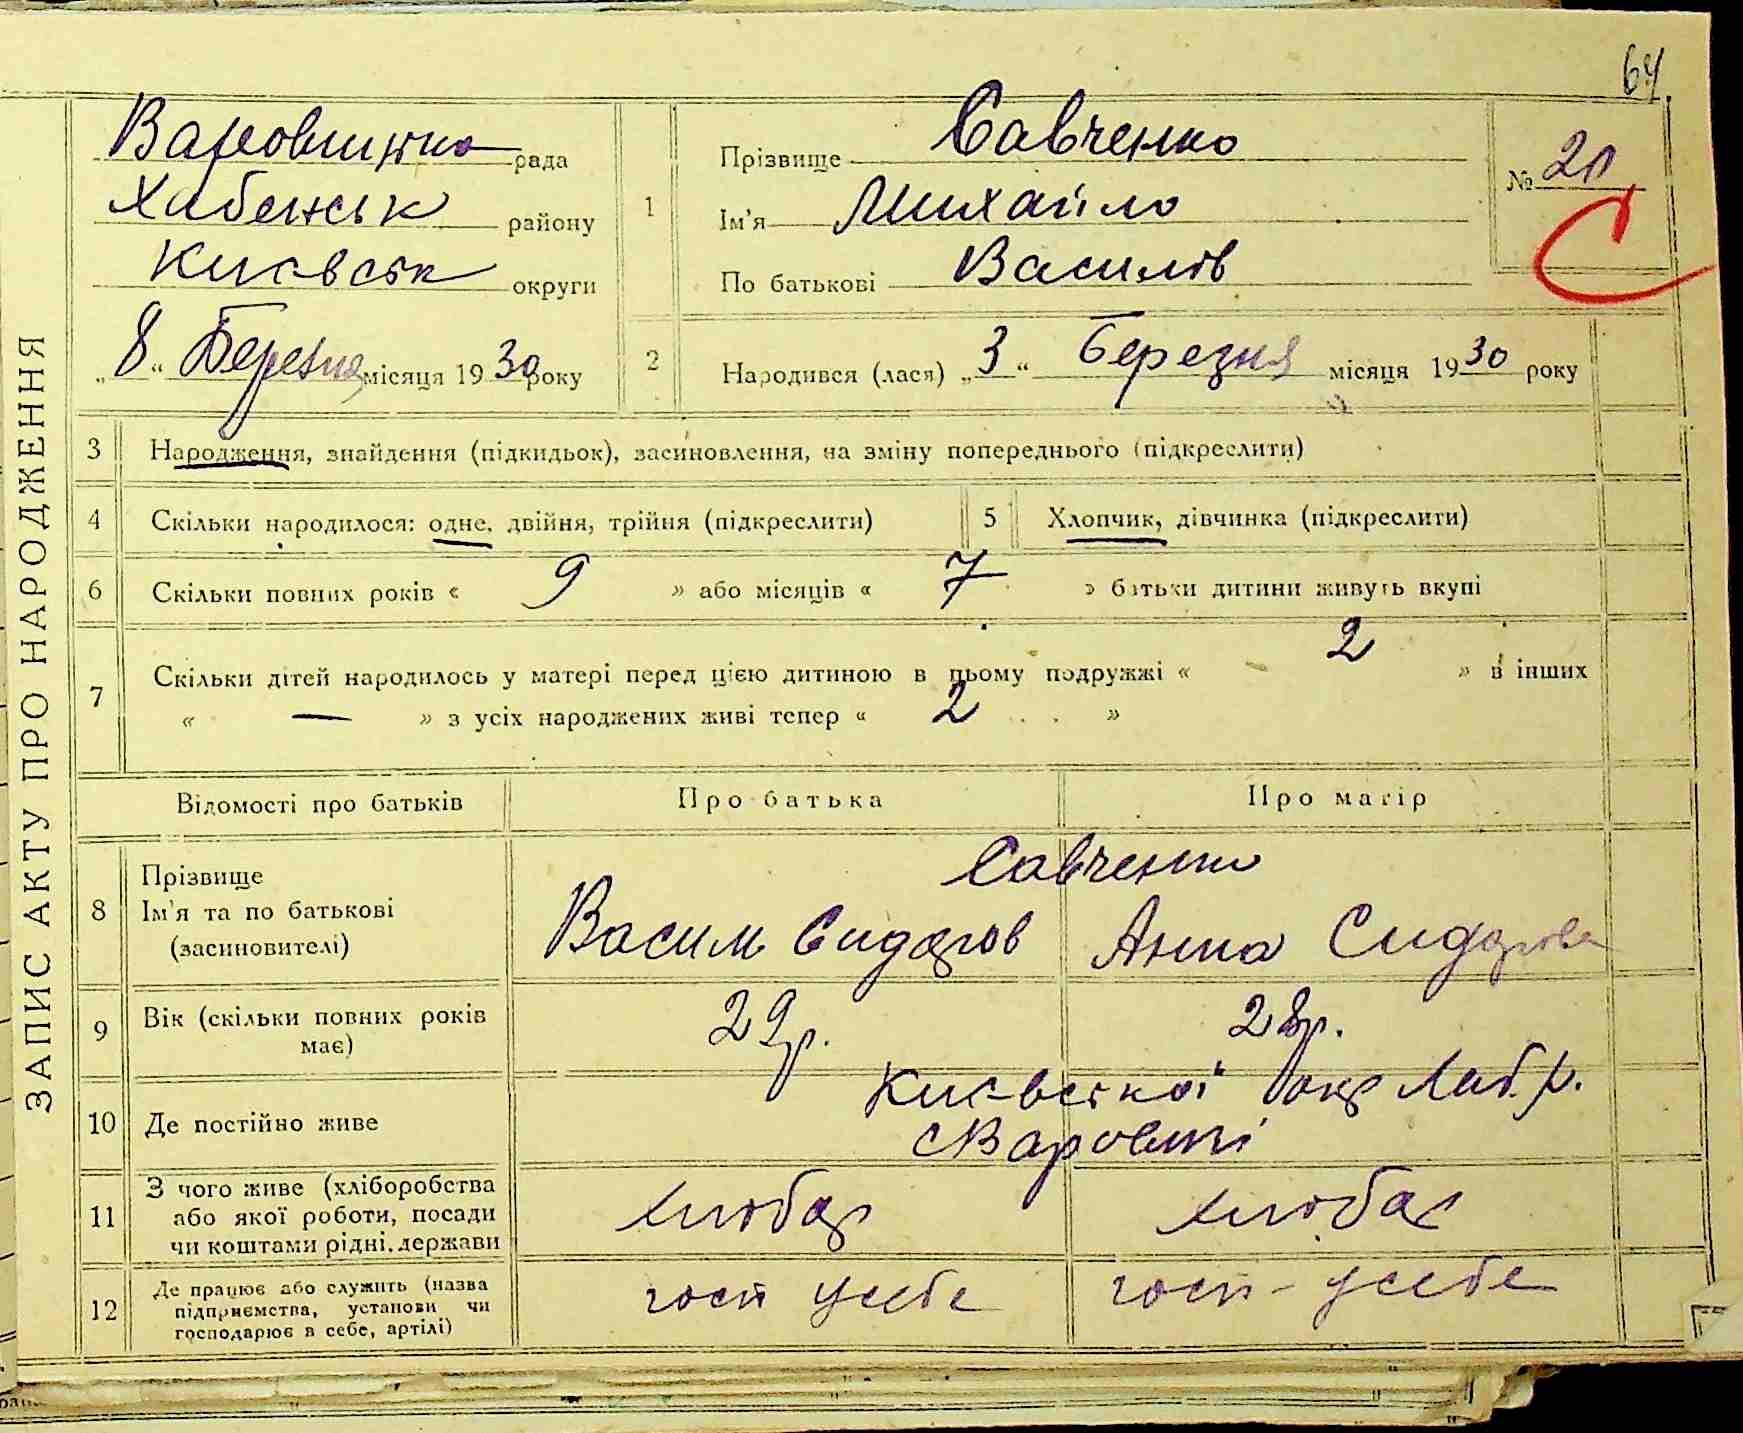 64
ЗАПИС АКТУ ПРО НАРОДЖЕННЯ
Варовицька рада
Хабенськ району
Києвськ округи
„8“ Березня місяця 1930 року
1
Прізвище Савченко
Ім'я Михайло
По батькові Василів
№ 21
С
2 Народився (лася) „3“ Березня місяця 1930 року
3 Народження, знайдення (підкидьок), засиновлення, на зміну попереднього (підкреслити)
4 Скільки народилося: одне, двійня, трійня (підкреслити) 5 Хлопчик, дівчинка (підкреслити)
6 Скільки повних років « 9 » або місяців « 7 » батьки дитини живуть вкупі
7 Скільки дітей народилось у матері перед цією дитиною в цьому подружжі « 2 » в інших
« — » з усіх народжених живі тепер « 2 »
Відомості про батьків Про батька Про матір
8 Прізвище
Ім'я та по батькові
(засиновителі)
Савченко
Василь Сидоров Анна Сидорова
9 Вік (скільки повних років
має)
29 р. 28 р.
10 Де постійно живе
Києвської окр Хаб. р.
с Варовичі
11 З чого живе (хліборобства
або якої роботи, посади
чи коштами рідні, держави
хлібор хлібор
12 Де працює або служить (назва
підприємства, установи чи
господарює в себе, артілі)
госп у себе госп - у себе